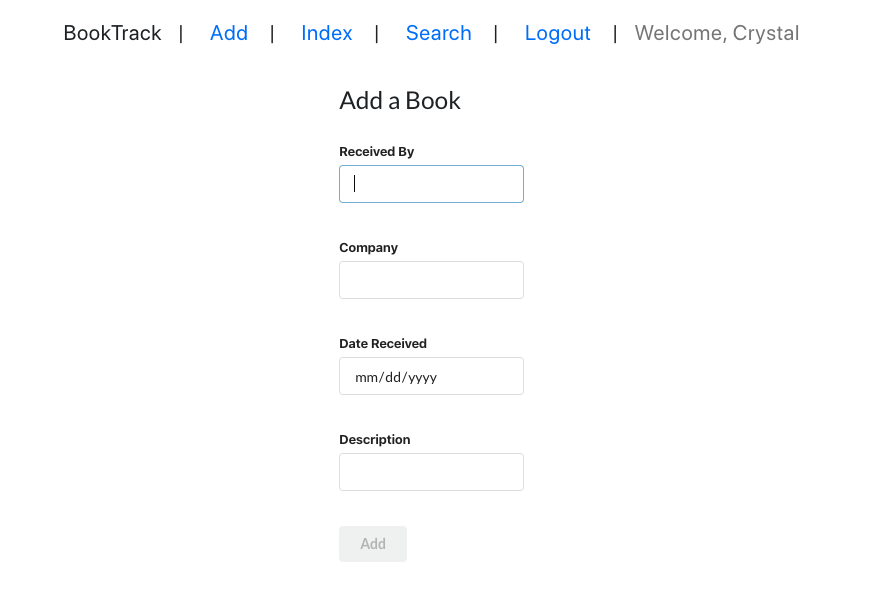 BookTrack | Add | Index | Search | Logout | Welcome, Crystal
Add a Book
Received By
Company
Date Received
mm/dd/yyyy
Description
Add